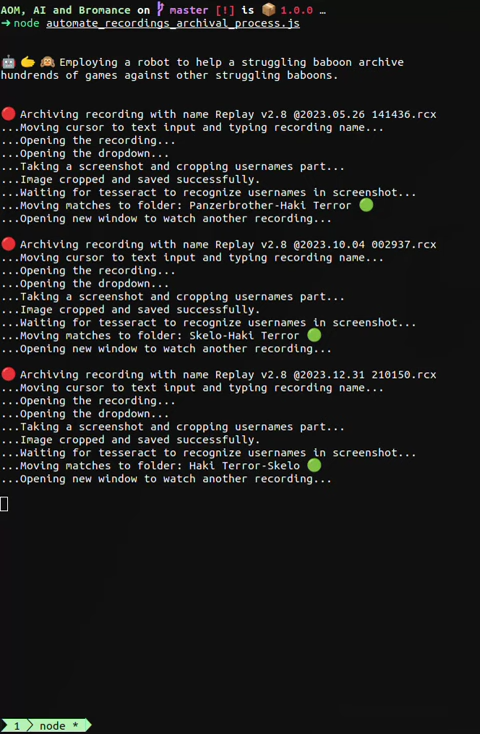 AOM, AI and Bromance on master [!] is 📦 1.0.0 …
➜ node automate_recordings_archival_process.js
🤖 🫱 🙉 Employing a robot to help a struggling baboon archive
hundreds of games against other struggling baboons.
🔴 Archiving recording with name Replay v2.8 @2023.05.26 141436.rcx
...Moving cursor to text input and typing recording name...
...Opening the recording...
...Opening the dropdown...
...Taking a screenshot and cropping usernames part...
...Image cropped and saved successfully.
...Waiting for tesseract to recognize usernames in screenshot...
...Moving matches to folder: Panzerbrother-Haki Terror 🟢
...Opening new window to watch another recording...
🔴 Archiving recording with name Replay v2.8 @2023.10.04 002937.rcx
...Moving cursor to text input and typing recording name...
...Opening the recording...
...Opening the dropdown...
...Taking a screenshot and cropping usernames part...
...Image cropped and saved successfully.
...Waiting for tesseract to recognize usernames in screenshot...
...Moving matches to folder: Skelo-Haki Terror 🟢
...Opening new window to watch another recording...
🔴 Archiving recording with name Replay v2.8 @2023.12.31 210150.rcx
...Moving cursor to text input and typing recording name...
...Opening the recording...
...Opening the dropdown...
...Taking a screenshot and cropping usernames part...
...Image cropped and saved successfully.
...Waiting for tesseract to recognize usernames in screenshot...
...Moving matches to folder: Haki Terror-Skelo 🟢
...Opening new window to watch another recording...
1 node *